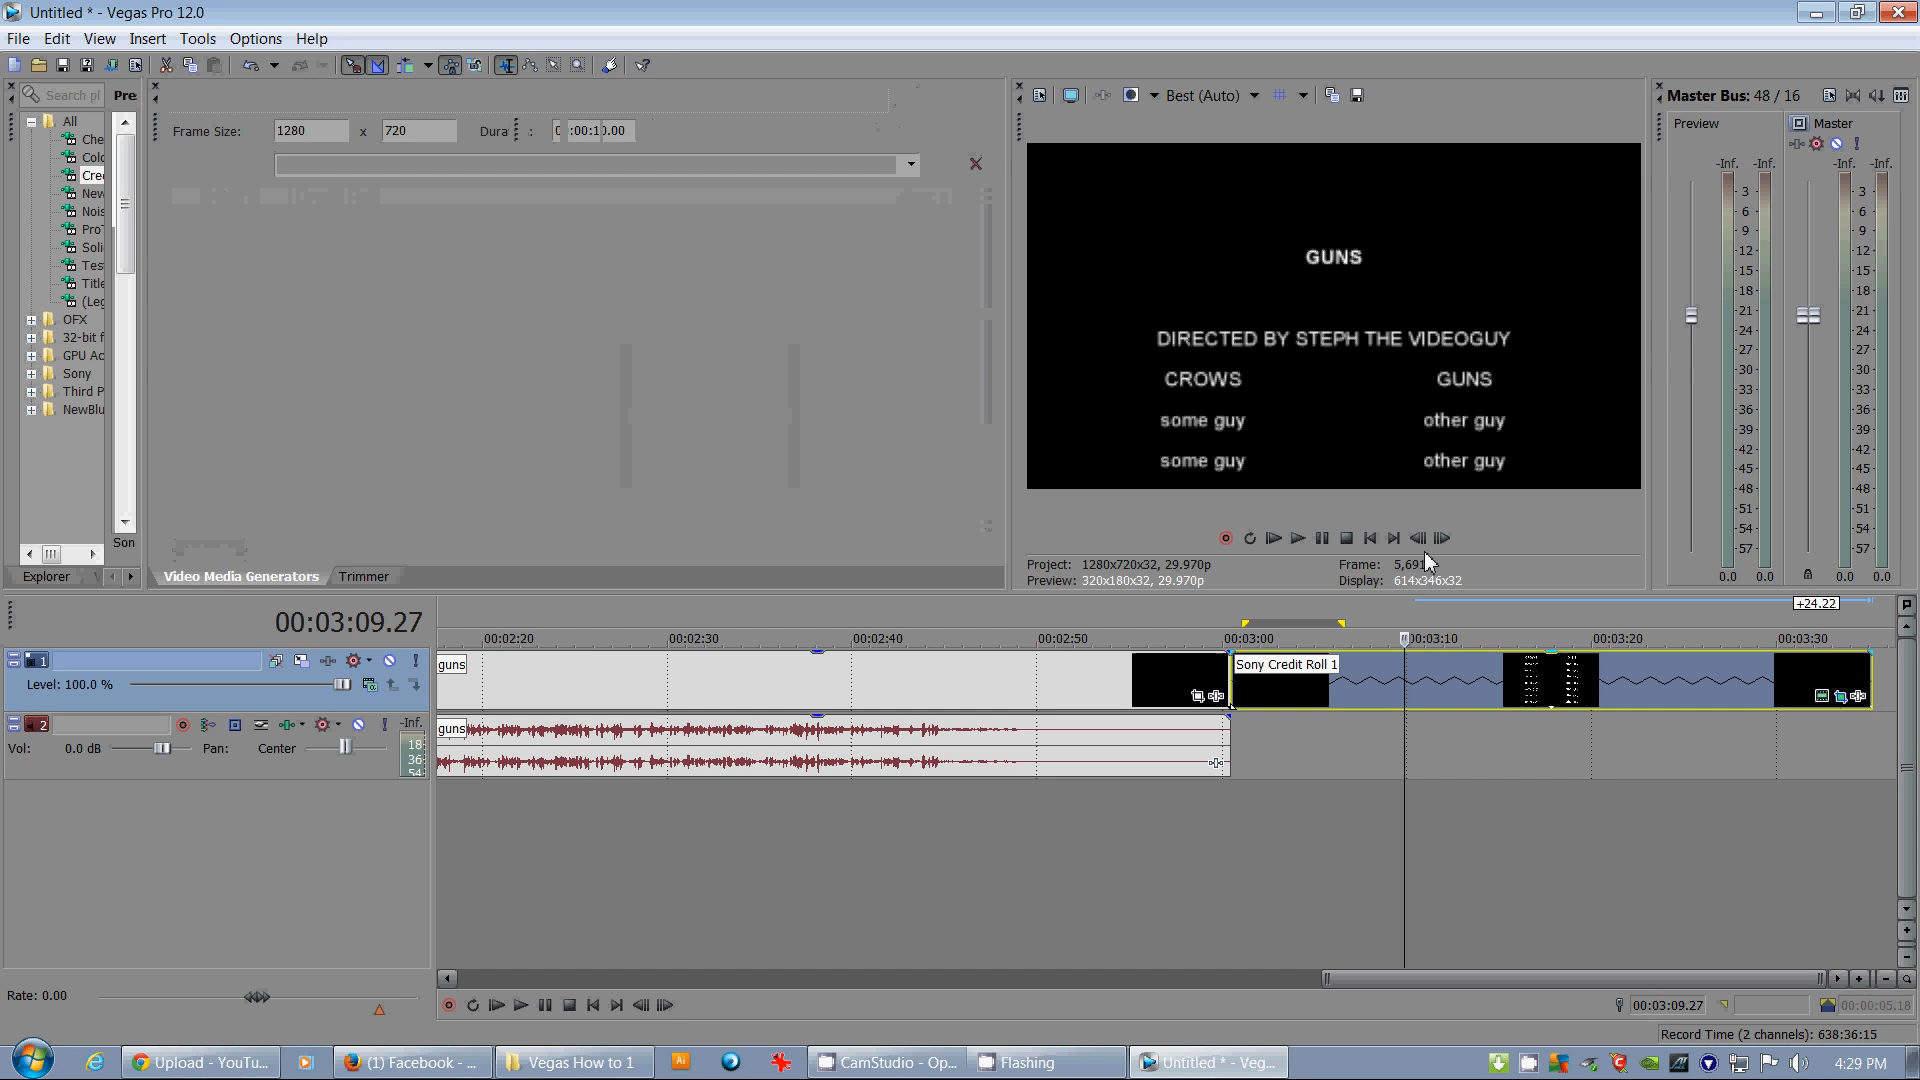 Untitled * - Vegas Pro 12.0
File Edit View Insert Tools Options Help
Search pl
Pre
Best (Auto)
Master Bus: 48 / 16
Frame Size: 1280 x 720
:00:1
0.00
Preview
Master
All
Che
Colo
Cred
New
Nois
ProT
Soli
Test
Title
(Leg
OFX
32-bit f
GPU Ac
Sony
Third P
NewBlu
Son
Explorer
Video Media Generators
Trimmer
GUNS
DIRECTED BY STEPH THE VIDEOGUY
CROWS GUNS
some guy other guy
some guy other guy
Project: 1280x720x32, 29.970p
Frame: 5,691
Preview: 320x180x32, 29.970p
Display: 614x346x32
-Inf. -Inf. -Inf. -Inf.
3 3
6 6
9 9
12 12
15 15
18 18
21 21
24 24
27 27
30 30
33 33
36 36
39 39
42 42
45 45
48 48
51 51
54 54
57 57
0.0 0.0 0.0 0.0
+24.22
00:03:09.27
00:02:20 00:02:30 00:02:40 00:02:50 00:03:00 00:03:10 00:03:20 00:03:30
1
Level: 100.0 %
guns
Sony Credit Roll 1
2
Vol: 0.0 dB Pan: Center
-Inf.
18
36
54
guns
Rate: 0.00
00:03:09.27
00:00:05.18
Record Time (2 channels): 638:36:15
Upload - YouTu...
(1) Facebook - ...
Vegas How to 1
Ai
CamStudio - Op...
Flashing
Untitled * - Veg...
4:29 PM